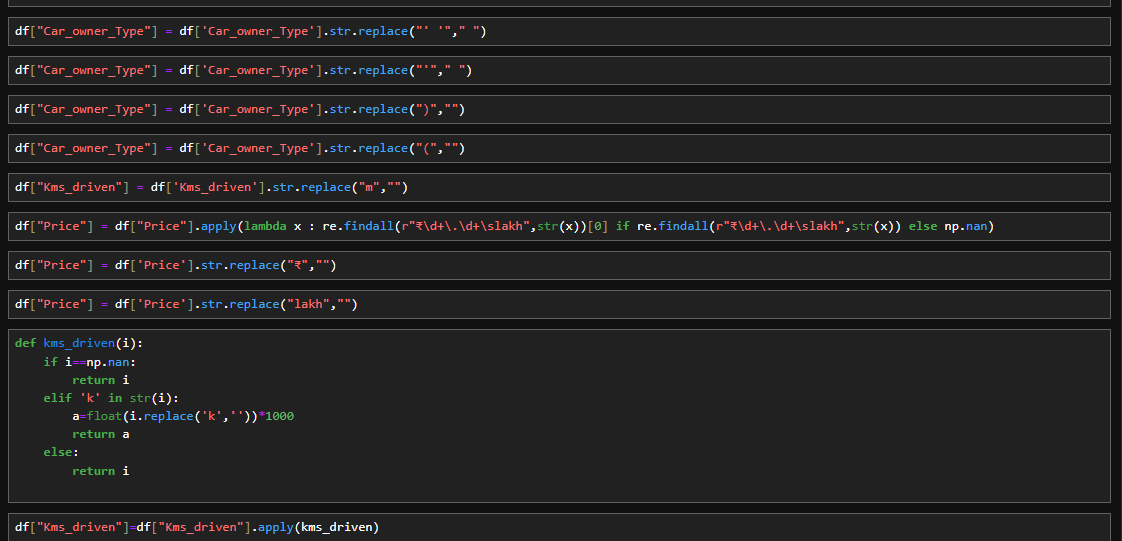 df["Car_owner_Type"] = df['Car_owner_Type'].str.replace("' '"," ")
df["Car_owner_Type"] = df['Car_owner_Type'].str.replace("'"," ")
df["Car_owner_Type"] = df['Car_owner_Type'].str.replace(")","")
df["Car_owner_Type"] = df['Car_owner_Type'].str.replace("(","")
df["Kms_driven"] = df['Kms_driven'].str.replace("m","")
df["Price"] = df["Price"].apply(lambda x : re.findall(r"₹\d+\.\d+\slakh",str(x))[0] if re.findall(r"₹\d+\.\d+\slakh",str(x)) else np.nan)
df["Price"] = df['Price'].str.replace("₹","")
df["Price"] = df['Price'].str.replace("lakh","")
def kms_driven(i):
    if i==np.nan:
        return i
    elif 'k' in str(i):
        a=float(i.replace('k',''))*1000
        return a
    else:
        return i
df["Kms_driven"]=df["Kms_driven"].apply(kms_driven)